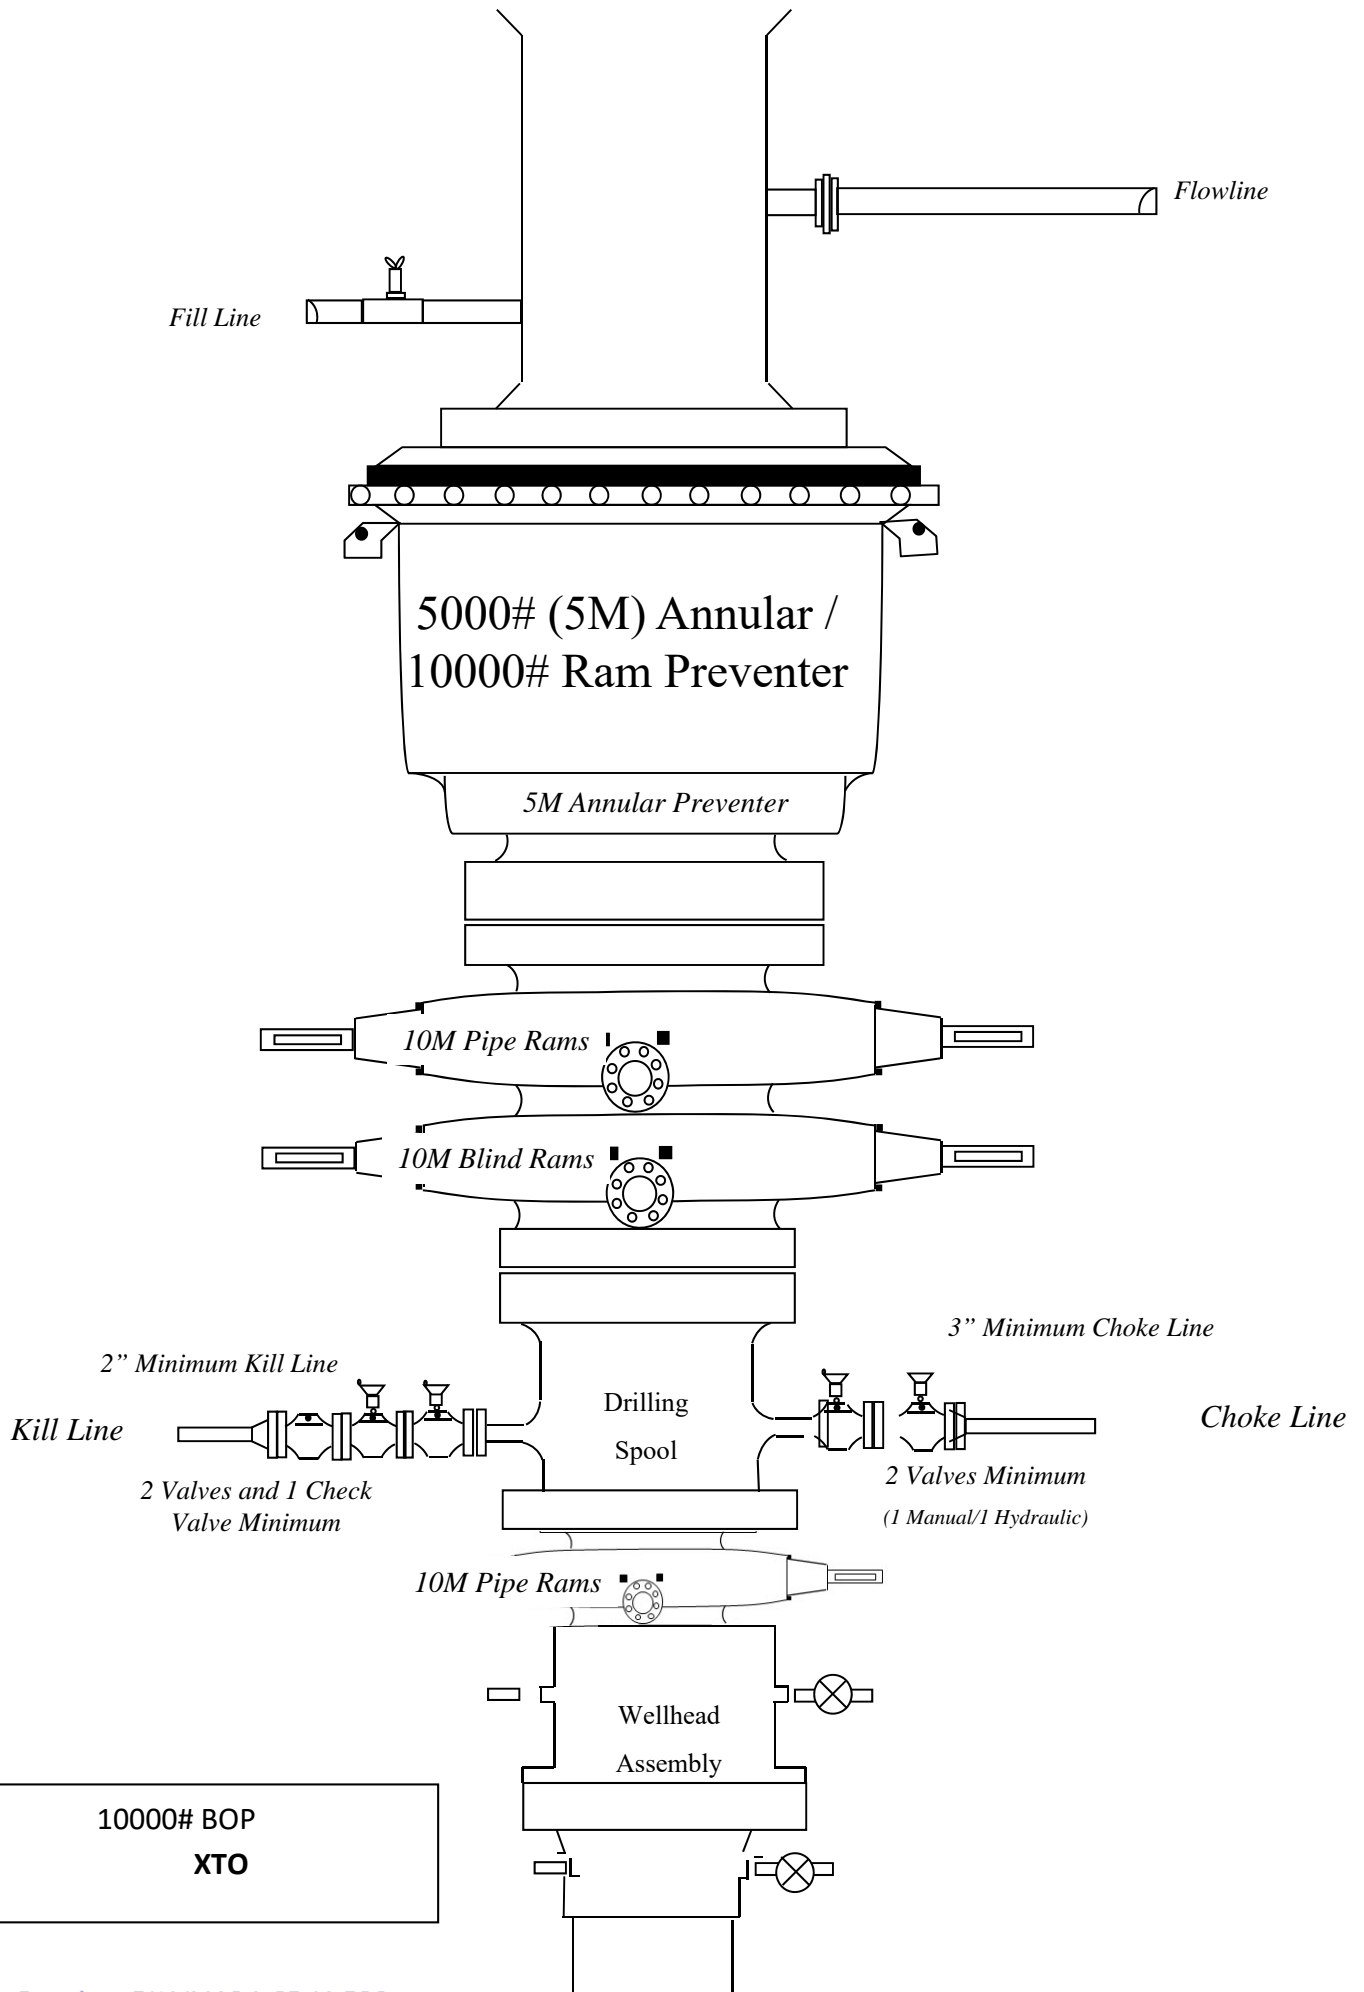 Flowline
Fill Line
5000# (5M) Annular /
10000# Ram Preventer
5M Annular Preventer
10M Pipe Rams
10M Blind Rams
3” Minimum Choke Line
2” Minimum Kill Line
Drilling
Spool
Kill Line
Choke Line
2 Valves and 1 Check
Valve Minimum
2 Valves Minimum
(1 Manual/1 Hydraulic)
10M Pipe Rams
Wellhead
Assembly
10000# BOP
XTO